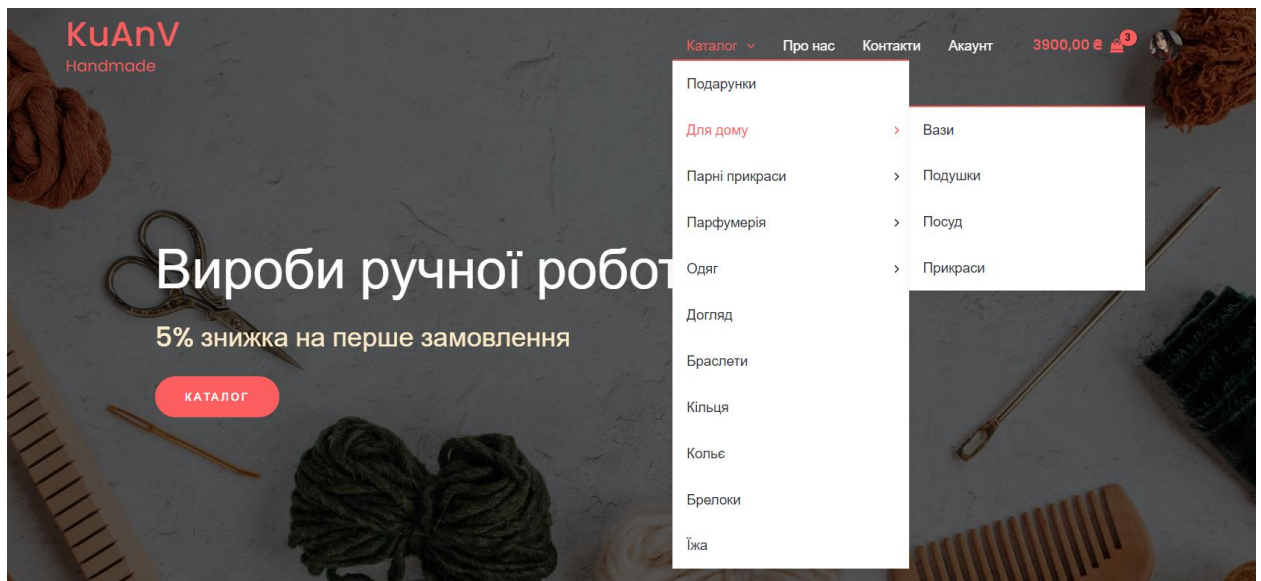 KuAnV
Handmade
Каталог Про нас Контакти Акаунт 3900,00 ₴ 3
Подарунки
Для дому
Парні прикраси
Парфумерія
Одяг
Догляд
Браслети
Кільця
Кольє
Брелоки
Їжа
Вази
Подушки
Посуд
Прикраси
Вироби ручної робот
5% знижка на перше замовлення
КАТАЛОГ